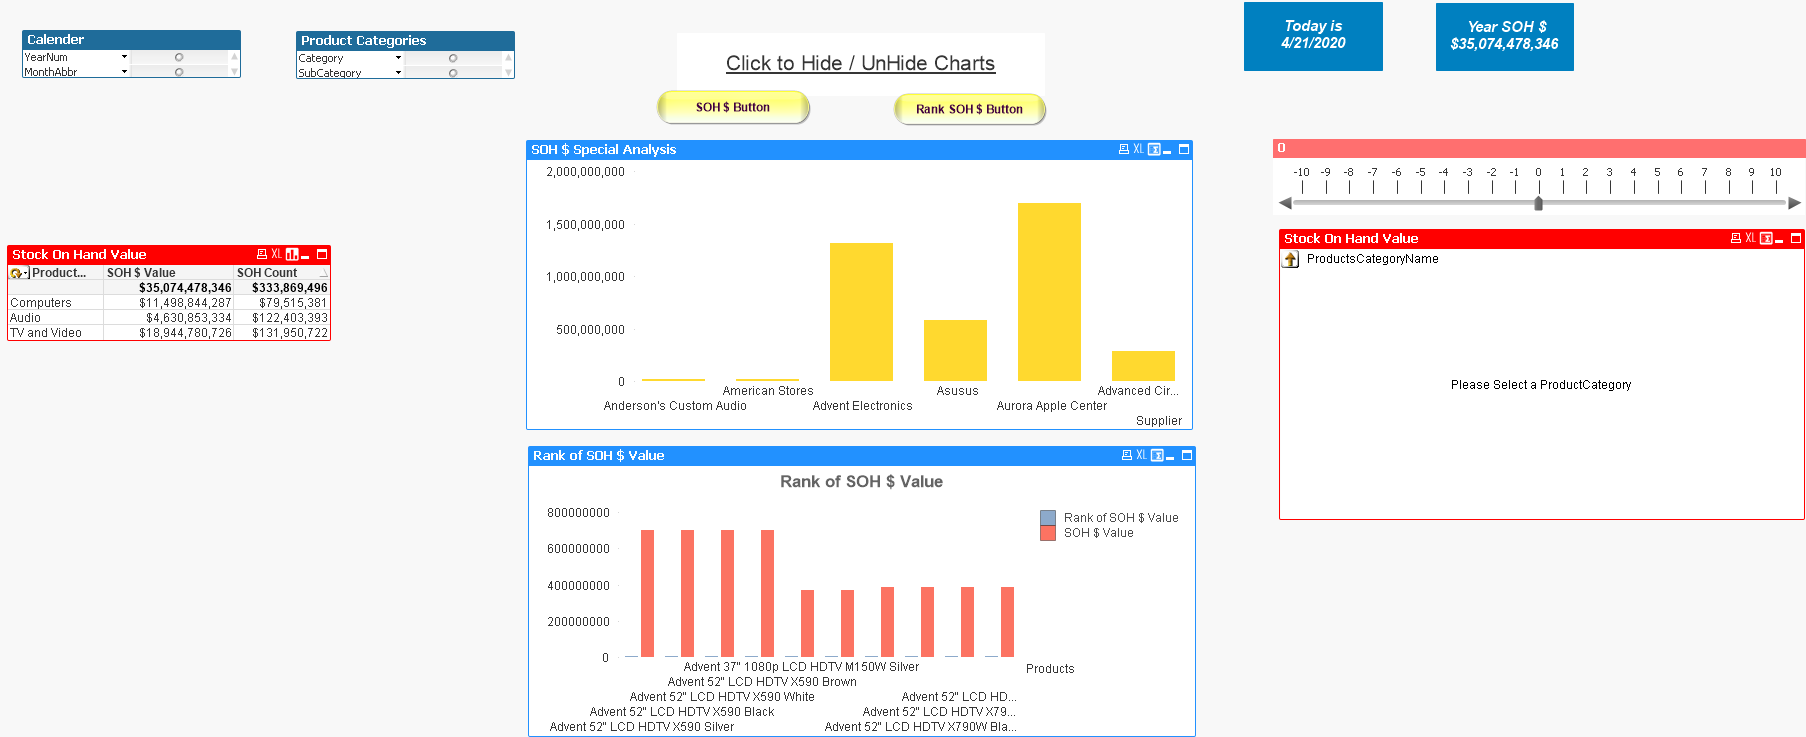 Calender
YearNum
MonthAbbr
Product Categories
Category
SubCategory
Click to Hide / UnHide Charts
SOH $ Button
Rank SOH $ Button
Today is
4/21/2020
Year SOH $
$35,074,478,346
Stock On Hand Value XL
Product... SOH $ Value SOH Count
$35,074,478,346 $333,869,496
Computers $11,498,844,287 $79,515,381
Audio $4,630,853,334 $122,403,393
TV and Video $18,944,780,726 $131,950,722
SOH $ Special Analysis XL
2,000,000,000
1,500,000,000
1,000,000,000
500,000,000
0
American Stores Asusus Advanced Cir...
Anderson's Custom Audio Advent Electronics Aurora Apple Center
Supplier
Rank of SOH $ Value XL
Rank of SOH $ Value
800000000
600000000
400000000
200000000
0
Rank of SOH $ Value
SOH $ Value
Advent 37" 1080p LCD HDTV M150W Silver
Products
Advent 52" LCD HDTV X590 Brown
Advent 52" LCD HDTV X590 White Advent 52" LCD HD...
Advent 52" LCD HDTV X590 Black Advent 52" LCD HDTV X79...
Advent 52" LCD HDTV X590 Silver Advent 52" LCD HDTV X790W Bla...
0
-10 -9 -8 -7 -6 -5 -4 -3 -2 -1 0 1 2 3 4 5 6 7 8 9 10
Stock On Hand Value XL
ProductsCategoryName
Please Select a ProductCategory